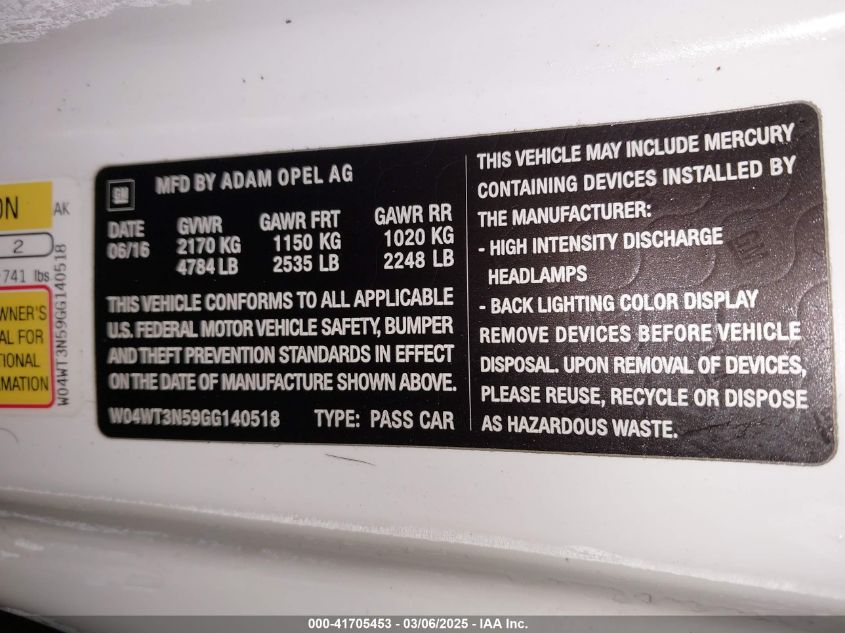 ON
AK
2
741 lbs
OWNER'S
AL FOR
TIONAL
RMATION
W04WT3N59GG140518
GM
MFD BY ADAM OPEL AG
DATE GVWR GAWR FRT GAWR RR
06/16 2170 KG 1150 KG 1020 KG
4784 LB 2535 LB 2248 LB
THIS VEHICLE CONFORMS TO ALL APPLICABLE
U.S. FEDERAL MOTOR VEHICLE SAFETY, BUMPER
AND THEFT PREVENTION STANDARDS IN EFFECT
ON THE DATE OF MANUFACTURE SHOWN ABOVE.
W04WT3N59GG140518 TYPE: PASS CAR
THIS VEHICLE MAY INCLUDE MERCURY
CONTAINING DEVICES INSTALLED BY
THE MANUFACTURER:
- HIGH INTENSITY DISCHARGE
HEADLAMPS
- BACK LIGHTING COLOR DISPLAY
REMOVE DEVICES BEFORE VEHICLE
DISPOSAL. UPON REMOVAL OF DEVICES,
PLEASE REUSE, RECYCLE OR DISPOSE
AS HAZARDOUS WASTE.
000-41705453 - 03/06/2025 - IAA Inc.